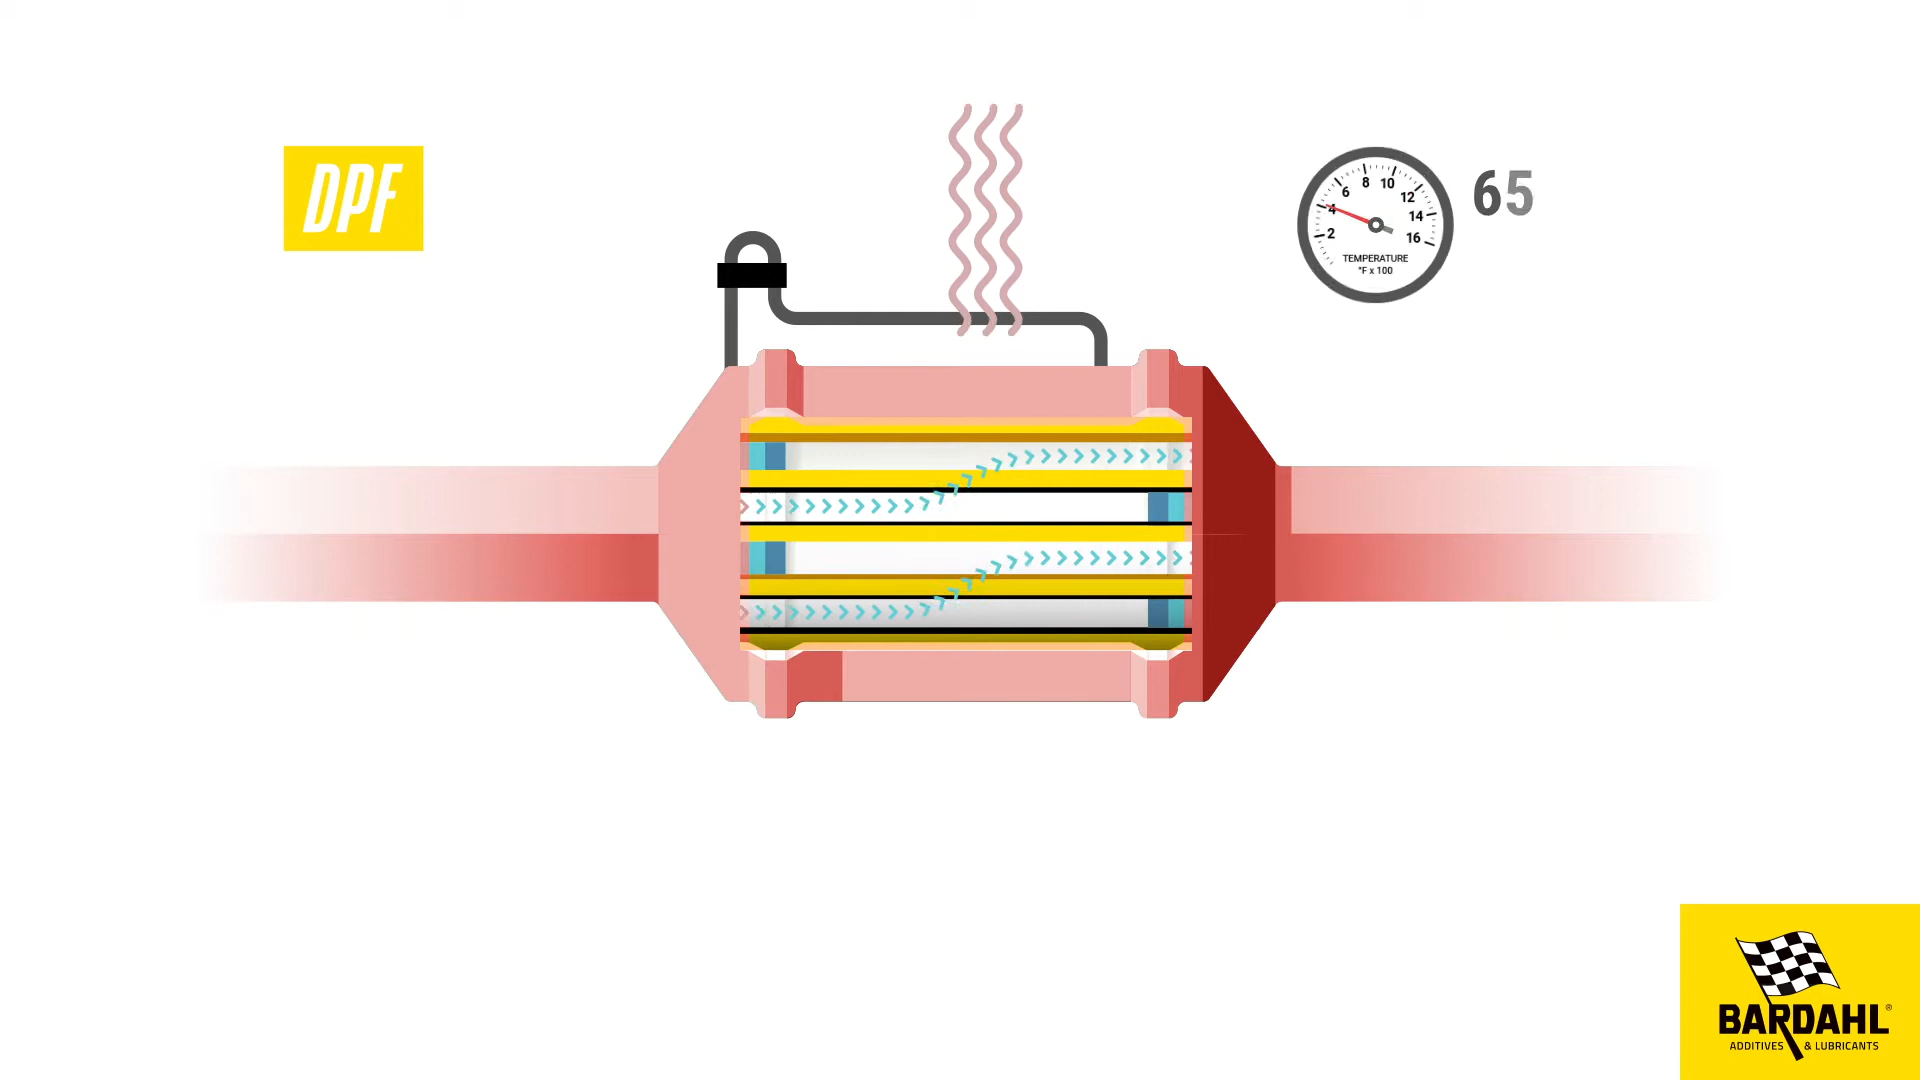 DPF
65
8 10
6 12
4 14
2 16
TEMPERATURE
°F x 100
BARDAHL®
ADDITIVES & LUBRICANTS